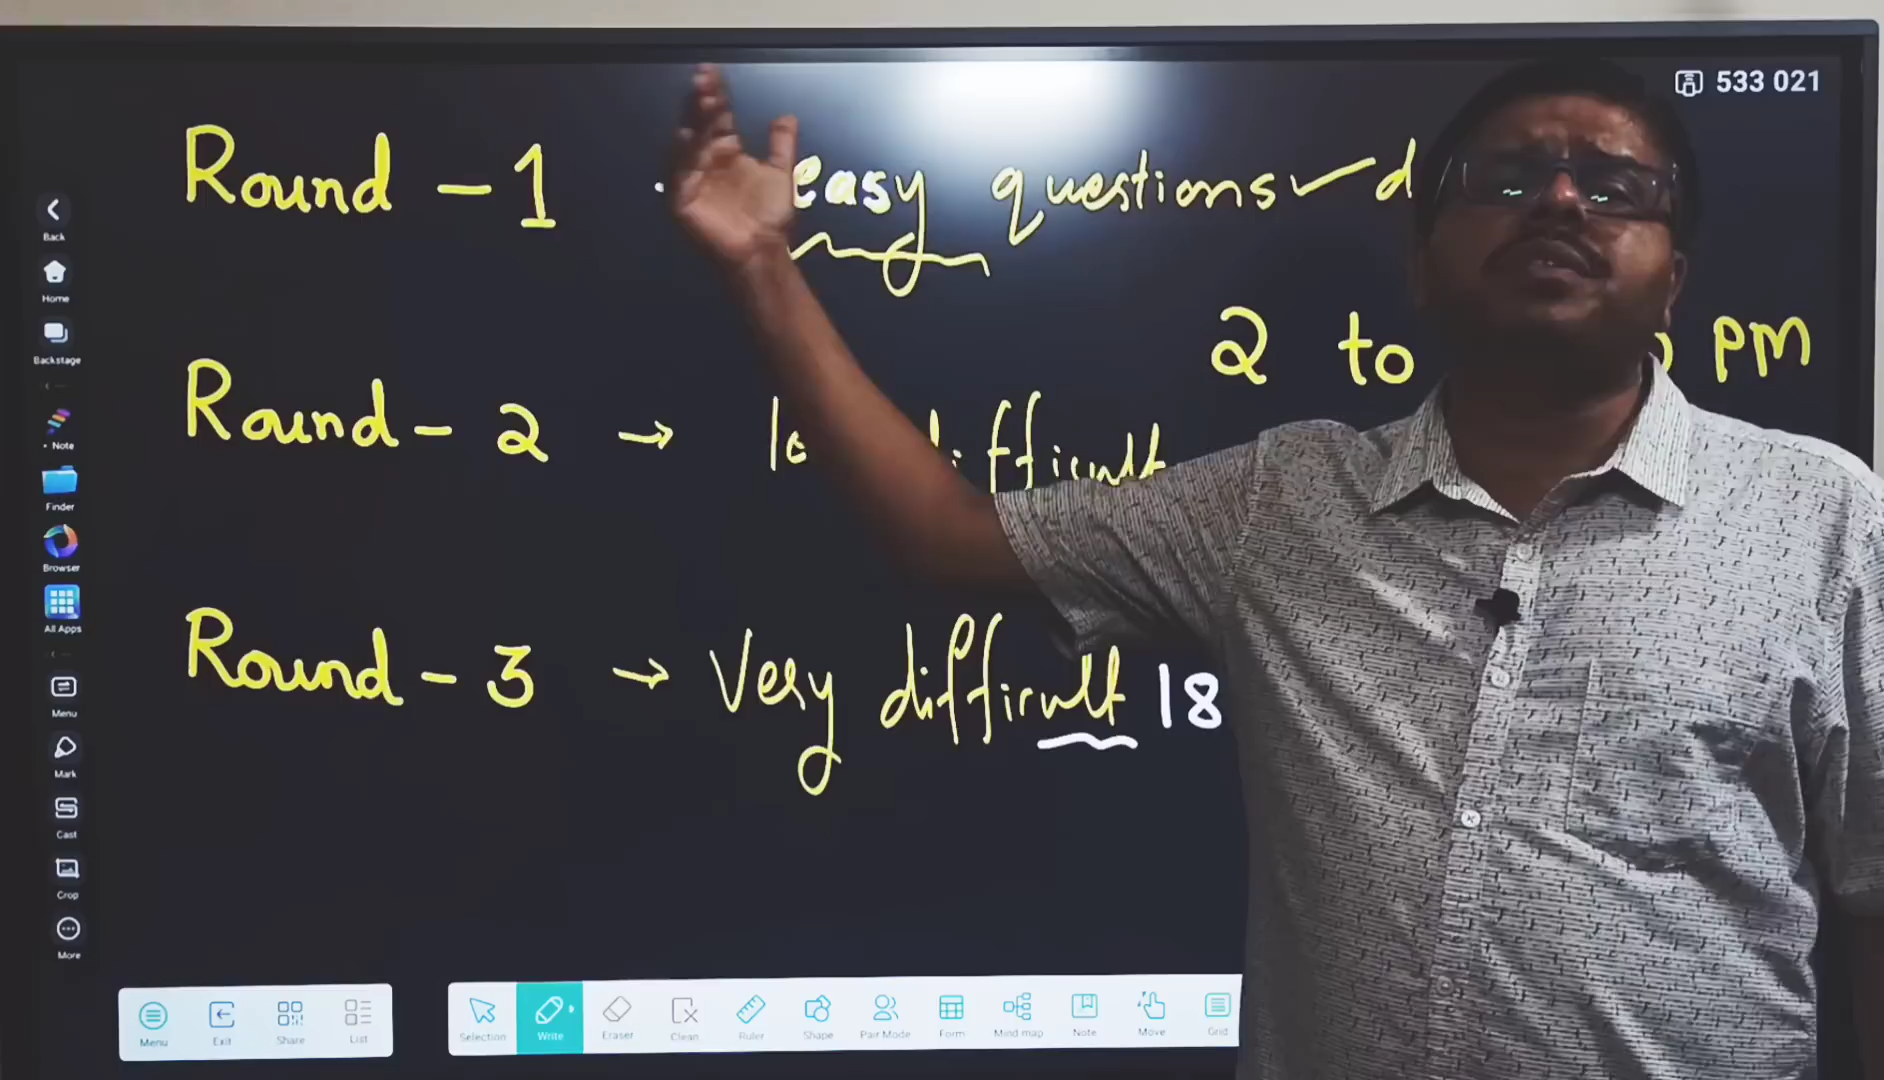 533 021
Round - 1 easy questions ✓ d
2 to PM
Round - 2 → difficult
Round - 3 → Very difficult 18
Back
Home
Backstage
Note
Finder
Browser
All Apps
Menu
Mark
Cast
Crop
More
Menu Exit Share List
Selection Write Eraser Clean Ruler Shape Pair Mode Form Mind map Note Move Grid